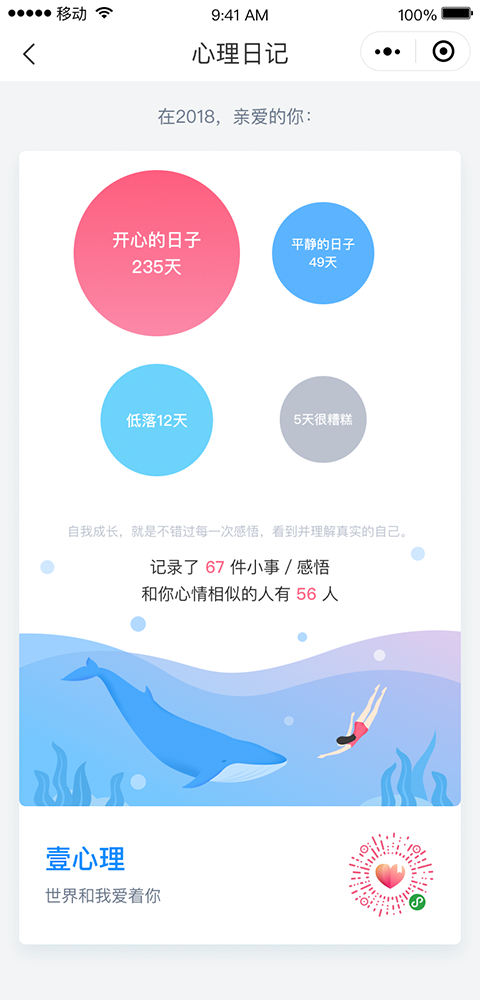 移动 9:41 AM 100%
心理日记
在2018，亲爱的你：
开心的日子
235天
平静的日子
49天
低落12天
5天很糟糕
自我成长，就是不错过每一次感悟，看到并理解真实的自己。
记录了 67 件小事 / 感悟
和你心情相似的人有 56 人
壹心理
世界和我爱着你